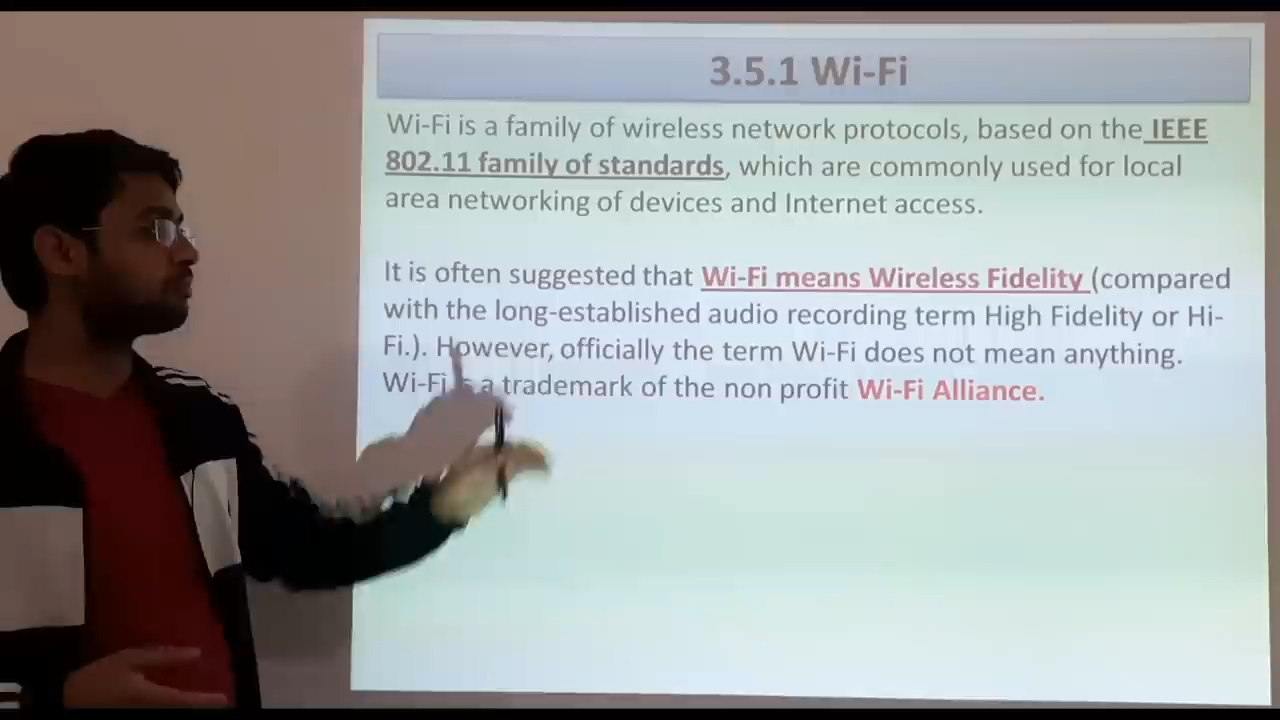 3.5.1 Wi-Fi
Wi-Fi is a family of wireless network protocols, based on the IEEE
802.11 family of standards, which are commonly used for local
area networking of devices and Internet access.
It is often suggested that Wi-Fi means Wireless Fidelity (compared
with the long-established audio recording term High Fidelity or Hi-
Fi.). However, officially the term Wi-Fi does not mean anything.
Wi-Fi is a trademark of the non profit Wi-Fi Alliance.